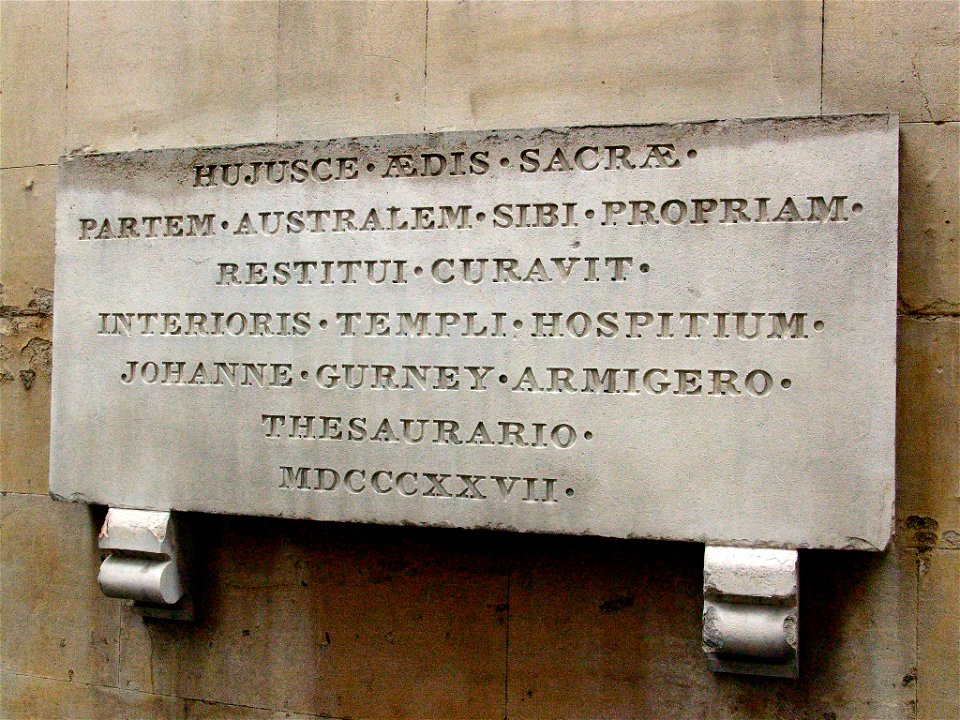 HUJUSCE · ÆDIS · SACRÆ ·
PARTEM · AUSTRALEM · SIBI · PROPRIAM ·
RESTITUI · CURAVIT ·
INTERIORIS · TEMPLI · HOSPITIUM ·
JOHANNE · GURNEY · ARMIGERO ·
THESAURARIO ·
MDCCCXXVII ·